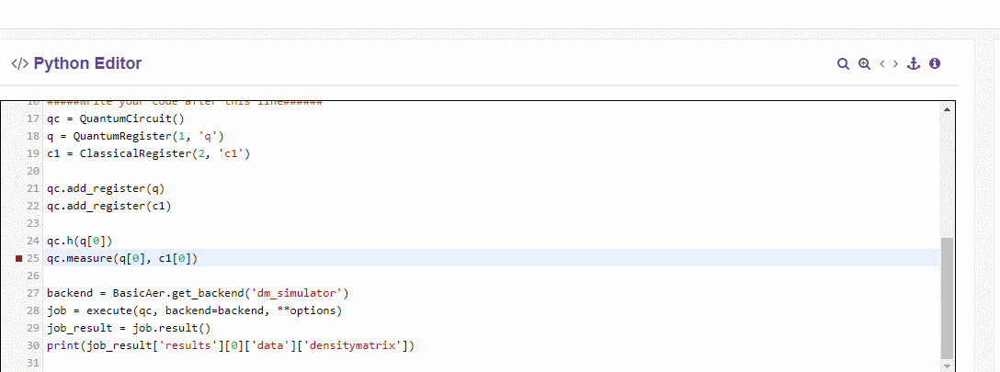 </> Python Editor
16 #####Write your code after this line######
17 qc = QuantumCircuit()
18 q = QuantumRegister(1, 'q')
19 c1 = ClassicalRegister(2, 'c1')
20
21 qc.add_register(q)
22 qc.add_register(c1)
23
24 qc.h(q[0])
25 qc.measure(q[0], c1[0])
26
27 backend = BasicAer.get_backend('dm_simulator')
28 job = execute(qc, backend=backend, **options)
29 job_result = job.result()
30 print(job_result['results'][0]['data']['densitymatrix'])
31